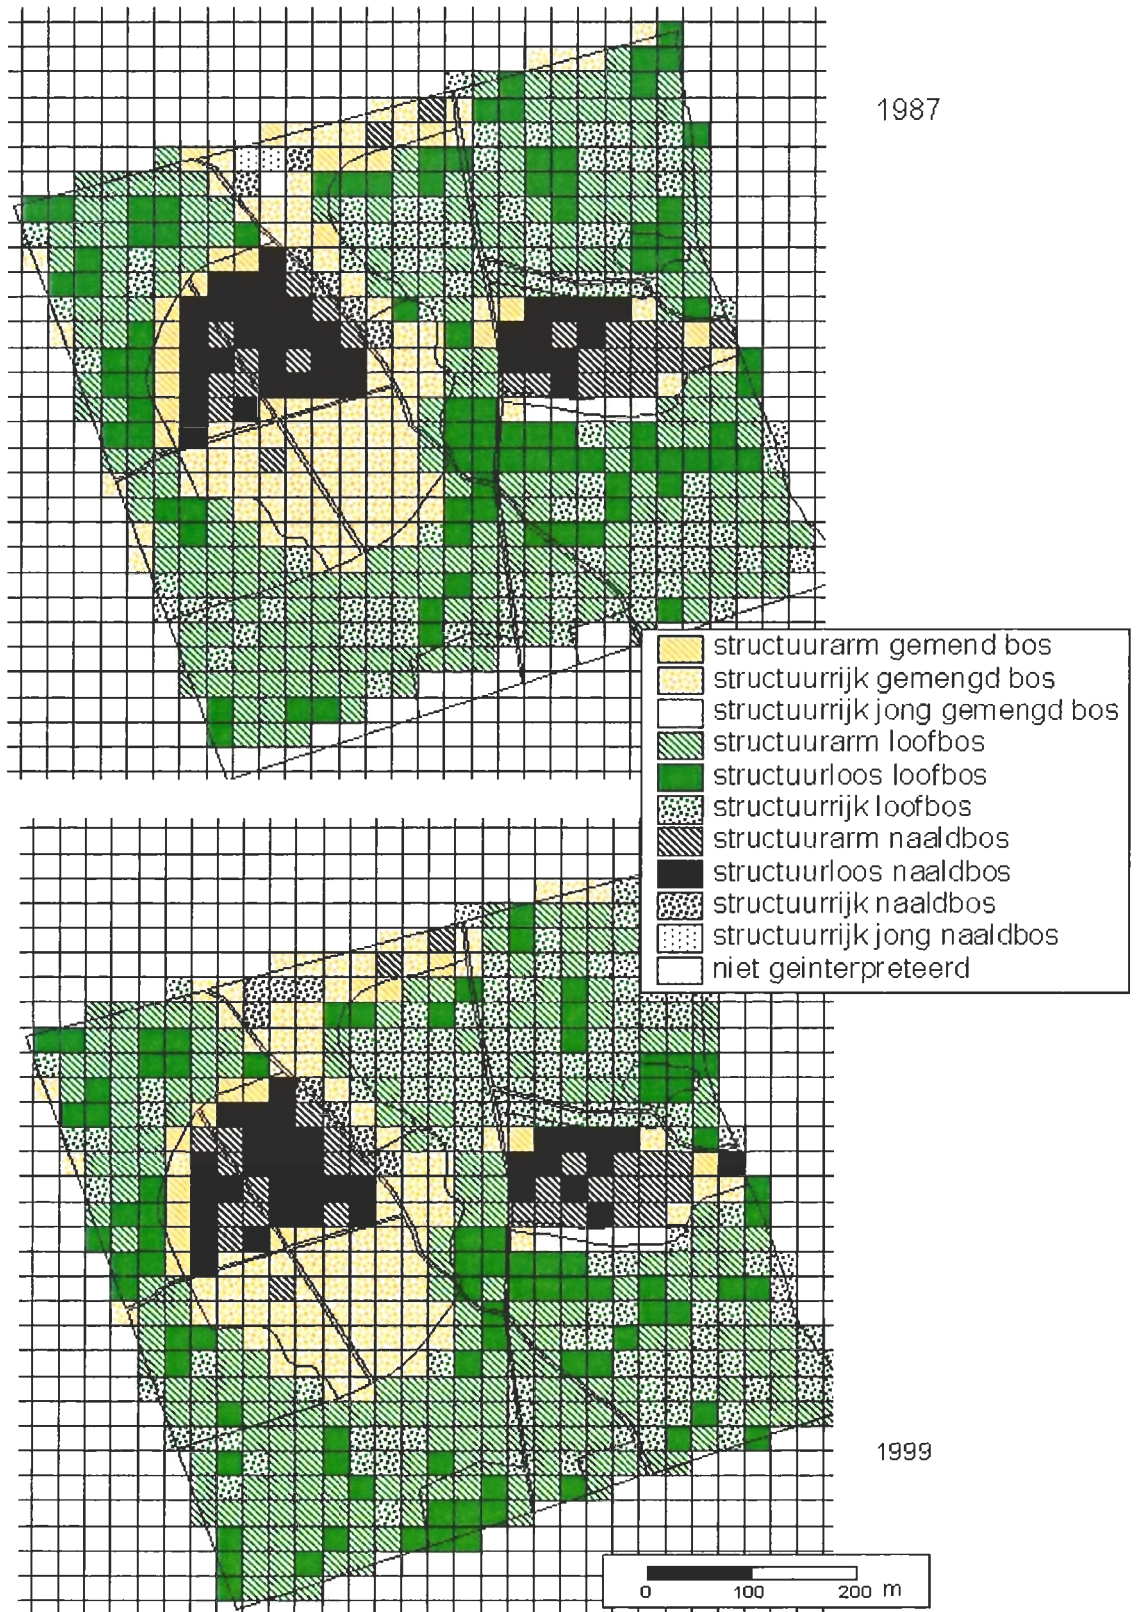 1987
structuurarm gemend bos
structuurrijk gemengd bos
structuurrijk jong gemengd bos
structuurarm loofbos
structuurloos loofbos
structuurrijk loofbos
structuurarm naaldbos
structuurloos naaldbos
structuurrijk naaldbos
structuurrijk jong naaldbos
niet geinterpreteerd
1999
0 100 200 m